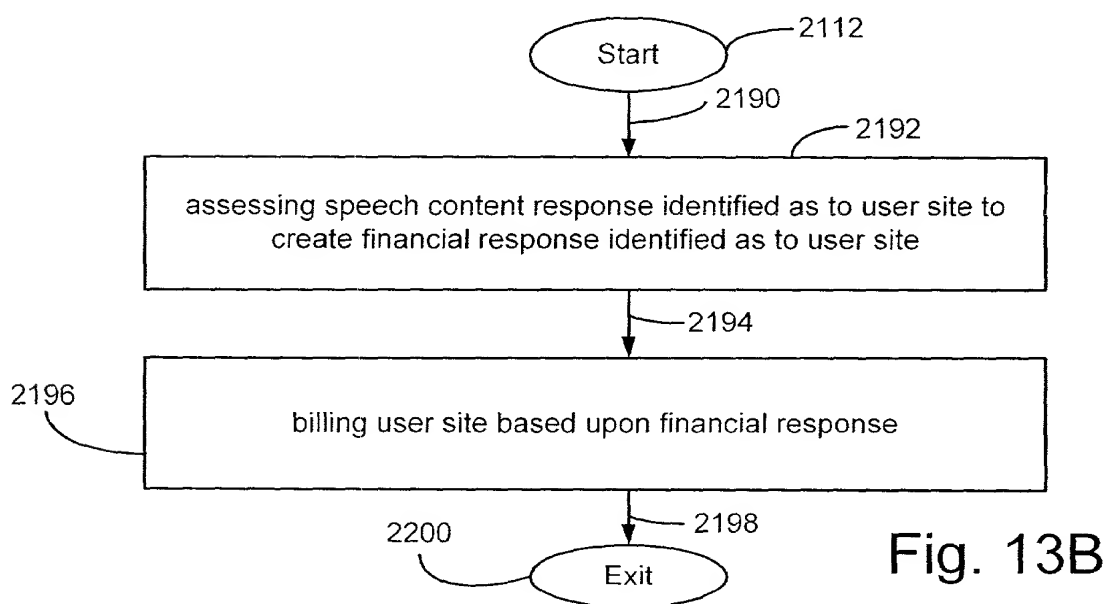 Start
2112
2190
2192
assessing speech content response identified as to user site to
create financial response identified as to user site
2194
2196
billing user site based upon financial response
2198
2200
Exit
Fig. 13B